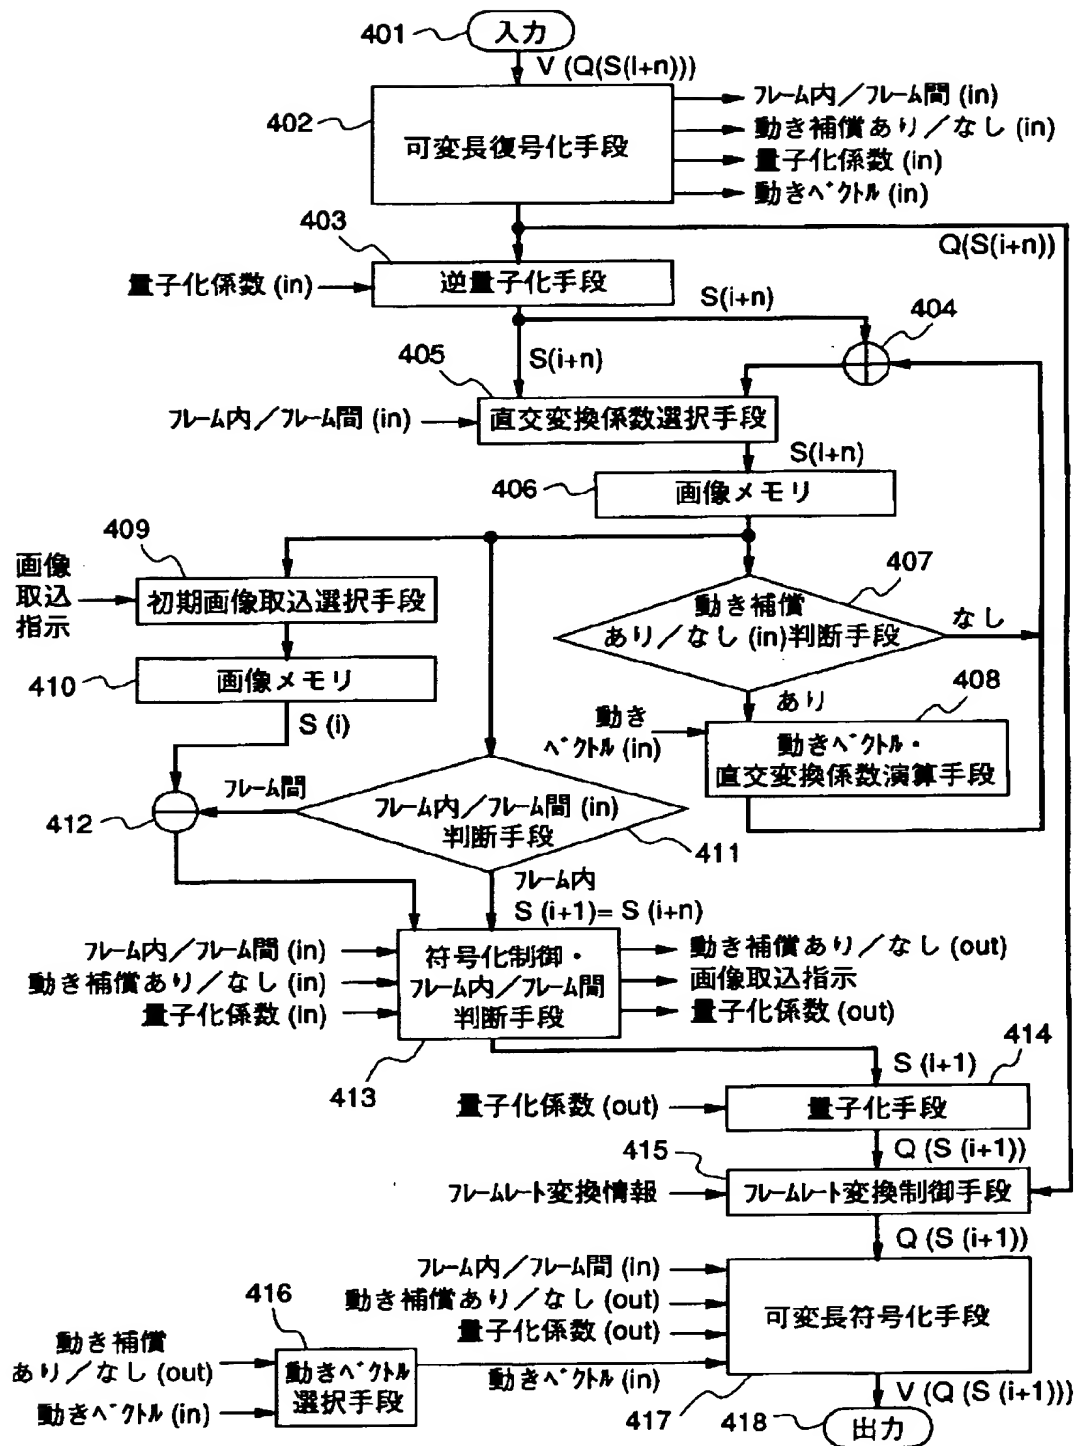 401
入力
V (Q(S(i+n)))
402
可変長復号化手段
フレーム内／フレーム間 (in)
動き補償あり／なし (in)
量子化係数 (in)
動きベクトル (in)
403
Q(S(i+n))
量子化係数 (in)
逆量子化手段
S(i+n)
404
405
S(i+n)
フレーム内／フレーム間 (in)
直交変換係数選択手段
S(i+n)
406
画像メモリ
409
画像
取込
指示
初期画像取込選択手段
407
動き補償
あり／なし (in)判断手段
なし
410
画像メモリ
S (i)
あり
408
動き
ベクトル (in)
動きベクトル・
直交変換係数演算手段
412
フレーム間
フレーム内／フレーム間 (in)
判断手段
411
フレーム内
S (i+1)= S (i+n)
フレーム内／フレーム間 (in)
動き補償あり／なし (in)
量子化係数 (in)
符号化制御・
フレーム内／フレーム間
判断手段
動き補償あり／なし (out)
画像取込指示
量子化係数 (out)
413
S (i+1)
414
量子化係数 (out)
量子化手段
415
Q (S (i+1))
フレームレート変換情報
フレームレート変換制御手段
Q (S (i+1))
フレーム内／フレーム間 (in)
動き補償あり／なし (out)
量子化係数 (out)
可変長符号化手段
416
動き補償
あり／なし (out)
動きベクトル (in)
動きベクトル
選択手段
動きベクトル (in)
417
V (Q (S (i+1)))
418
出力